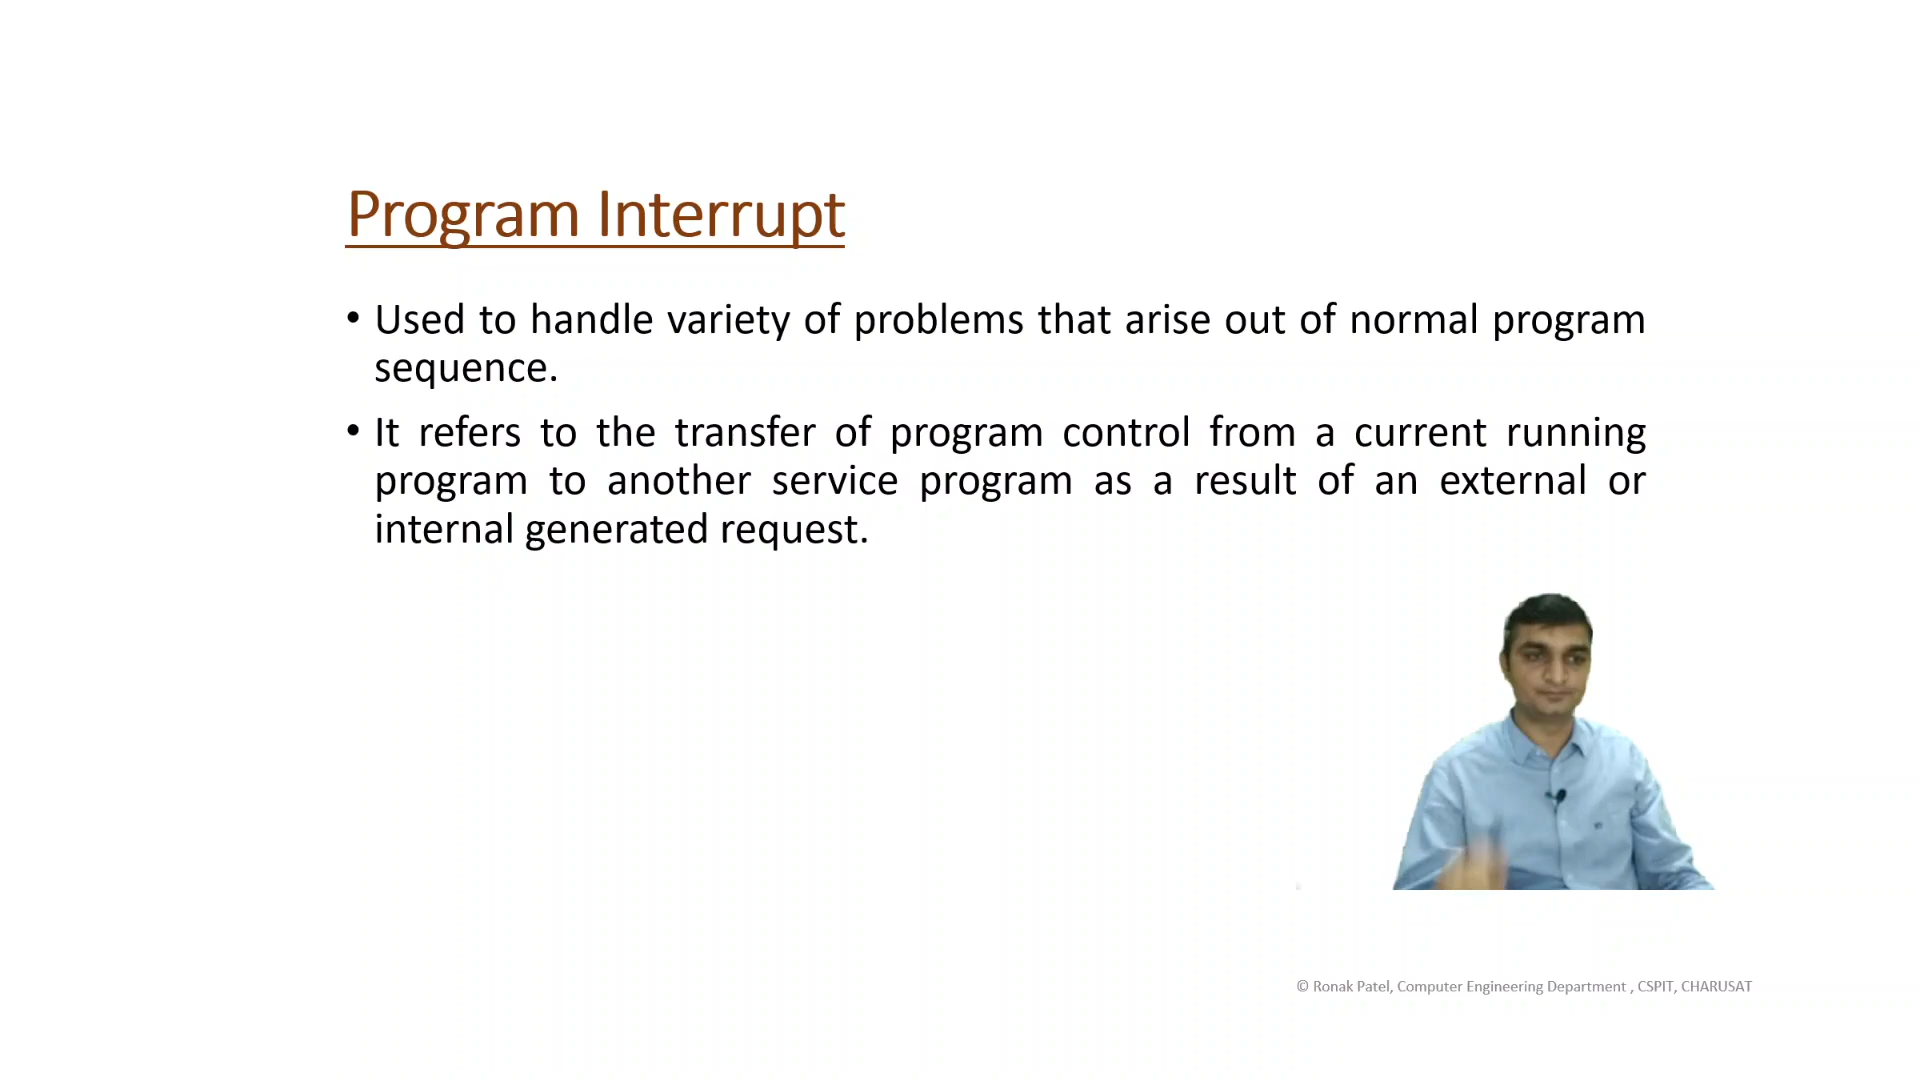 Program Interrupt
• Used to handle variety of problems that arise out of normal program
sequence.
• It refers to the transfer of program control from a current running
program to another service program as a result of an external or
internal generated request.
© Ronak Patel, Computer Engineering Department , CSPIT, CHARUSAT